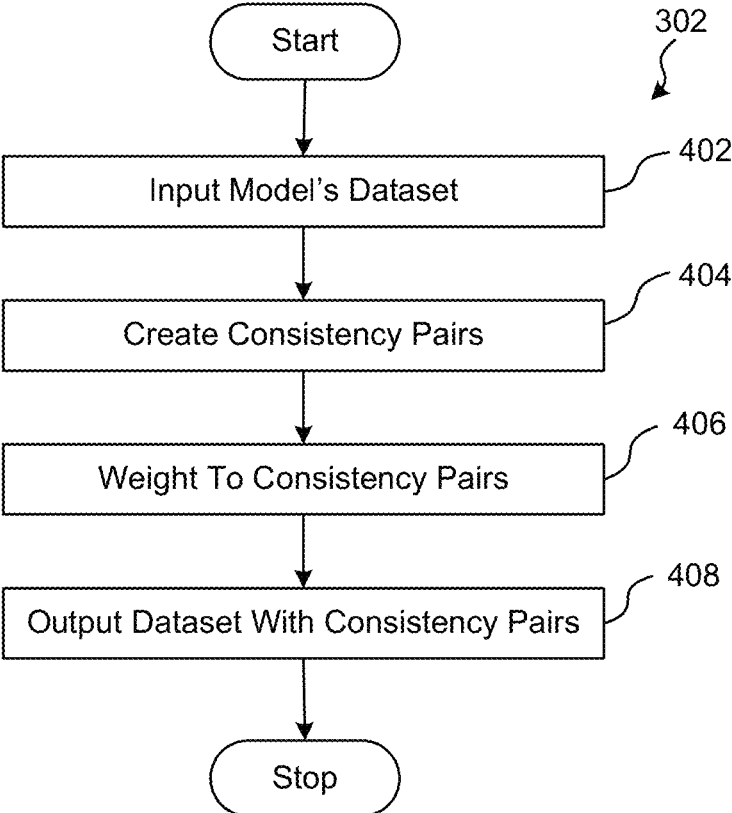 Start
302
402
Input Model's Dataset
404
Create Consistency Pairs
406
Weight To Consistency Pairs
408
Output Dataset With Consistency Pairs
Stop